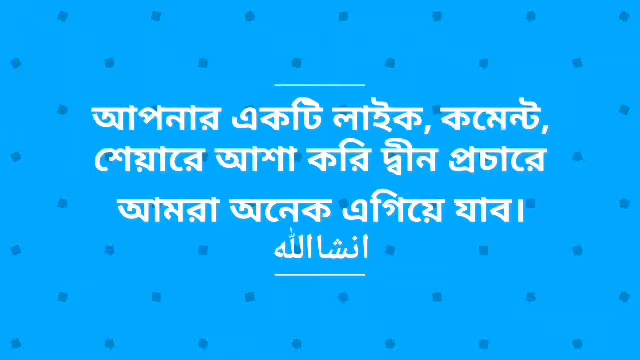 আপনার একটি লাইক, কমেন্ট,
শেয়ারে আশা করি দ্বীন প্রচারে
আমরা অনেক এগিয়ে যাব।
انشاالله